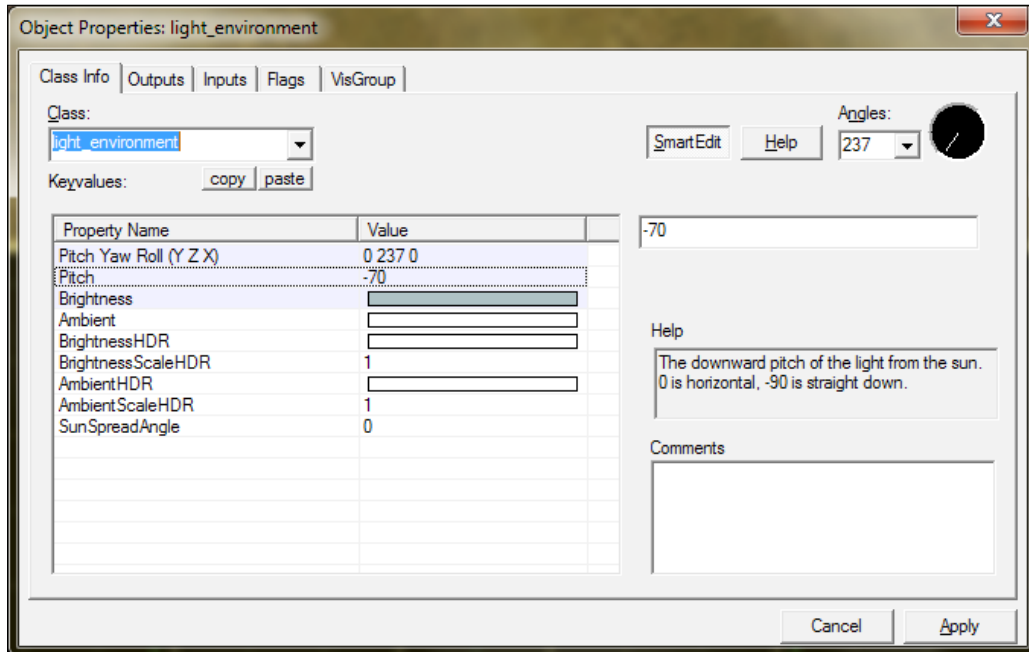 Object Properties: light_environment
Class Info Outputs Inputs Flags VisGroup
Class:
light_environment
SmartEdit Help
Angles:
237
Keyvalues: copy paste
Property Name Value
Pitch Yaw Roll (Y Z X) 0 237 0
Pitch -70
Brightness
Ambient
BrightnessHDR
BrightnessScaleHDR 1
AmbientHDR
AmbientScaleHDR 1
SunSpreadAngle 0
-70
Help
The downward pitch of the light from the sun.
0 is horizontal, -90 is straight down.
Comments
Cancel Apply